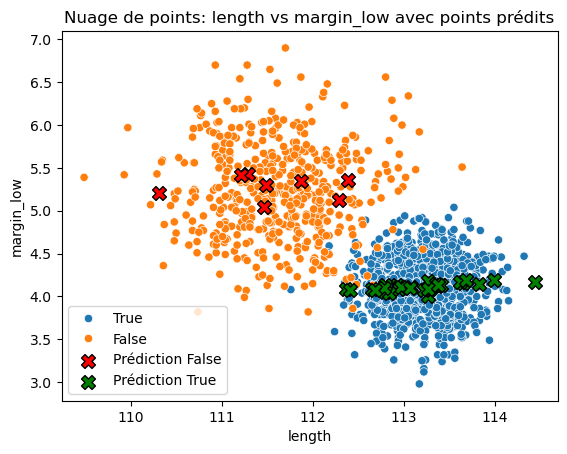 Nuage de points: length vs margin_low avec points prédits
7.0
6.5
6.0
5.5
5.0
4.5
4.0
3.5
3.0
margin_low
True
False
Prédiction False
Prédiction True
110
111
112
113
114
length